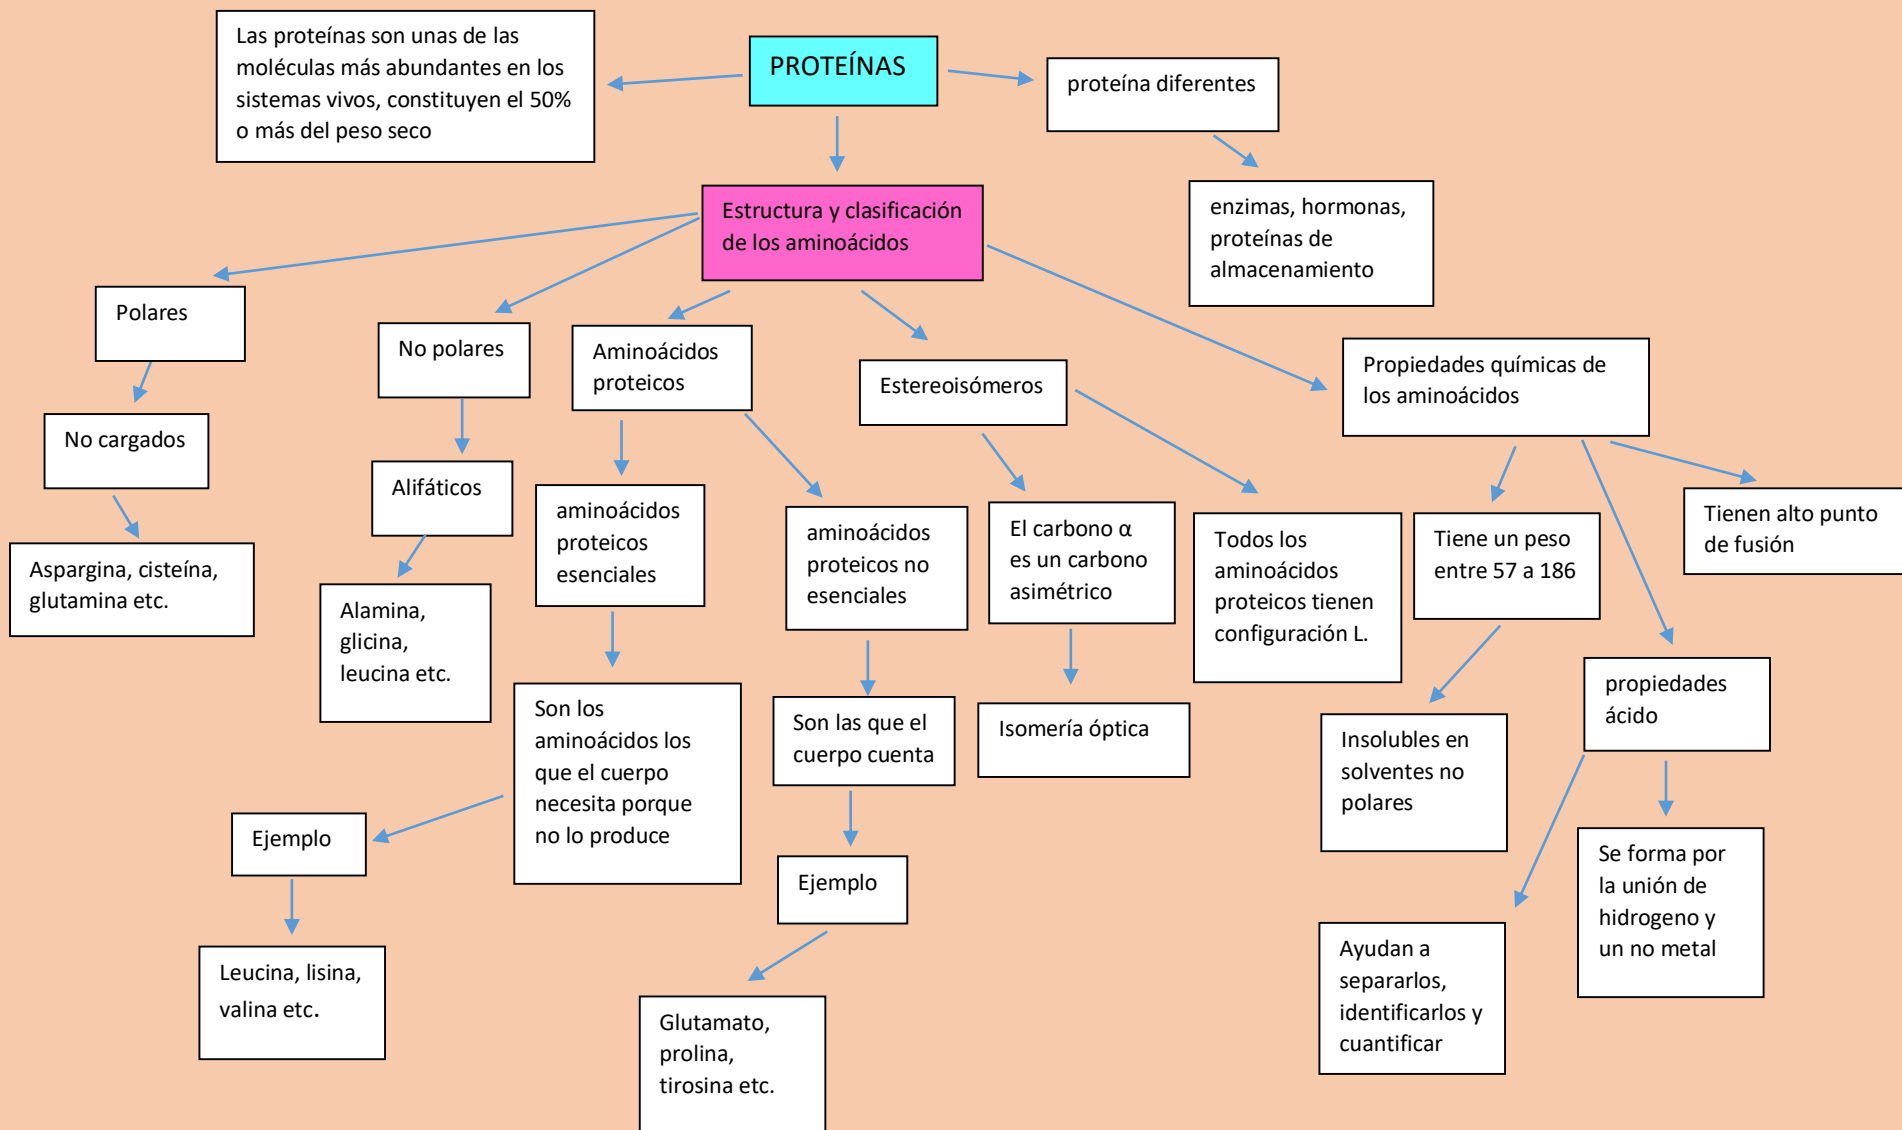 Las proteínas son unas de las
moléculas más abundantes en los
sistemas vivos, constituyen el 50%
o más del peso seco
PROTEÍNAS
proteína diferentes
enzimas, hormonas,
proteínas de
almacenamiento
Estructura y clasificación
de los aminoácidos
Polares
No cargados
Aspargina, cisteína,
glutamina etc.
No polares
Alifáticos
Alamina,
glicina,
leucina etc.
Aminoácidos
proteicos
aminoácidos
proteicos
esenciales
Son los
aminoácidos los
que el cuerpo
necesita porque
no lo produce
Ejemplo
Leucina, lisina,
valina etc.
aminoácidos
proteicos no
esenciales
Son las que el
cuerpo cuenta
Ejemplo
Glutamato,
prolina,
tirosina etc.
Estereoisómeros
El carbono α
es un carbono
asimétrico
Isomería óptica
Todos los
aminoácidos
proteicos tienen
configuración L.
Propiedades químicas de
los aminoácidos
Tiene un peso
entre 57 a 186
Insolubles en
solventes no
polares
propiedades
ácido
Ayudan a
separarlos,
identificarlos y
cuantificar
Se forma por
la unión de
hidrogeno y
un no metal
Tienen alto punto
de fusión